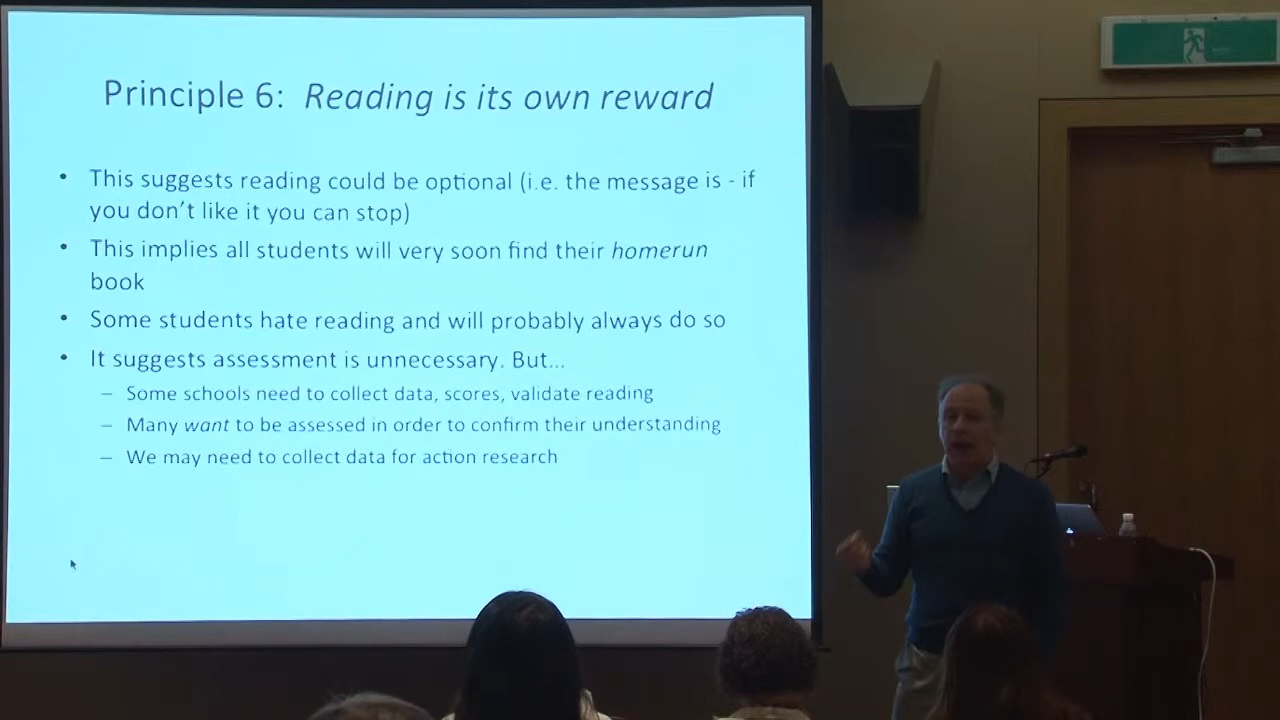 Principle 6: Reading is its own reward
• This suggests reading could be optional (i.e. the message is - if
you don't like it you can stop)
• This implies all students will very soon find their homerun
book
• Some students hate reading and will probably always do so
• It suggests assessment is unnecessary. But...
– Some schools need to collect data, scores, validate reading
– Many want to be assessed in order to confirm their understanding
– We may need to collect data for action research